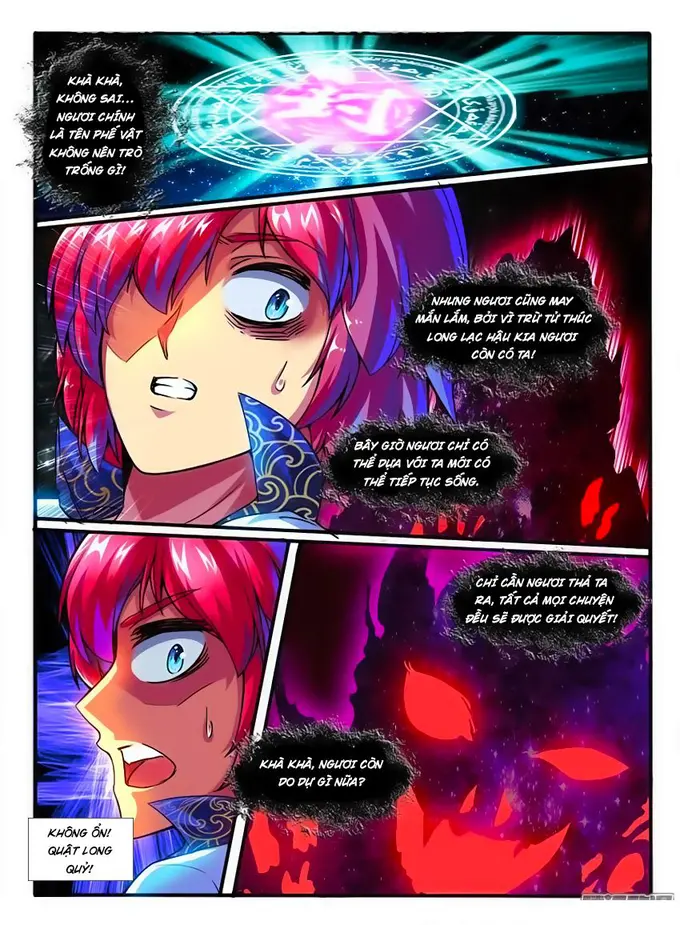 KHÀ KHÀ,
KHÔNG SAI...
NGƯƠI CHÍNH
LÀ TÊN PHẾ VẬT
KHÔNG NÊN TRÒ
TRỐNG GÌ!
NHƯNG NGƯƠI CŨNG MAY
MẮN LẮM, BỞI VÌ TRỪ TỬ THÚC
LONG LẠC HẬU KIA NGƯƠI
CÒN CÓ TA!
BÂY GIỜ NGƯƠI CHỈ CÓ
THỂ DỰA VỚI TA MỚI CÓ
THỂ TIẾP TỤC SỐNG.
CHỈ CẦN NGƯƠI THẢ TA
RA, TẤT CẢ MỌI CHUYỆN
ĐỀU SẼ ĐƯỢC GIẢI QUYẾT!
KHÀ KHÀ, NGƯƠI CÒN
DO DỰ GÌ NỮA?
KHÔNG ỔN!
QUẬT LONG
QUỶ!